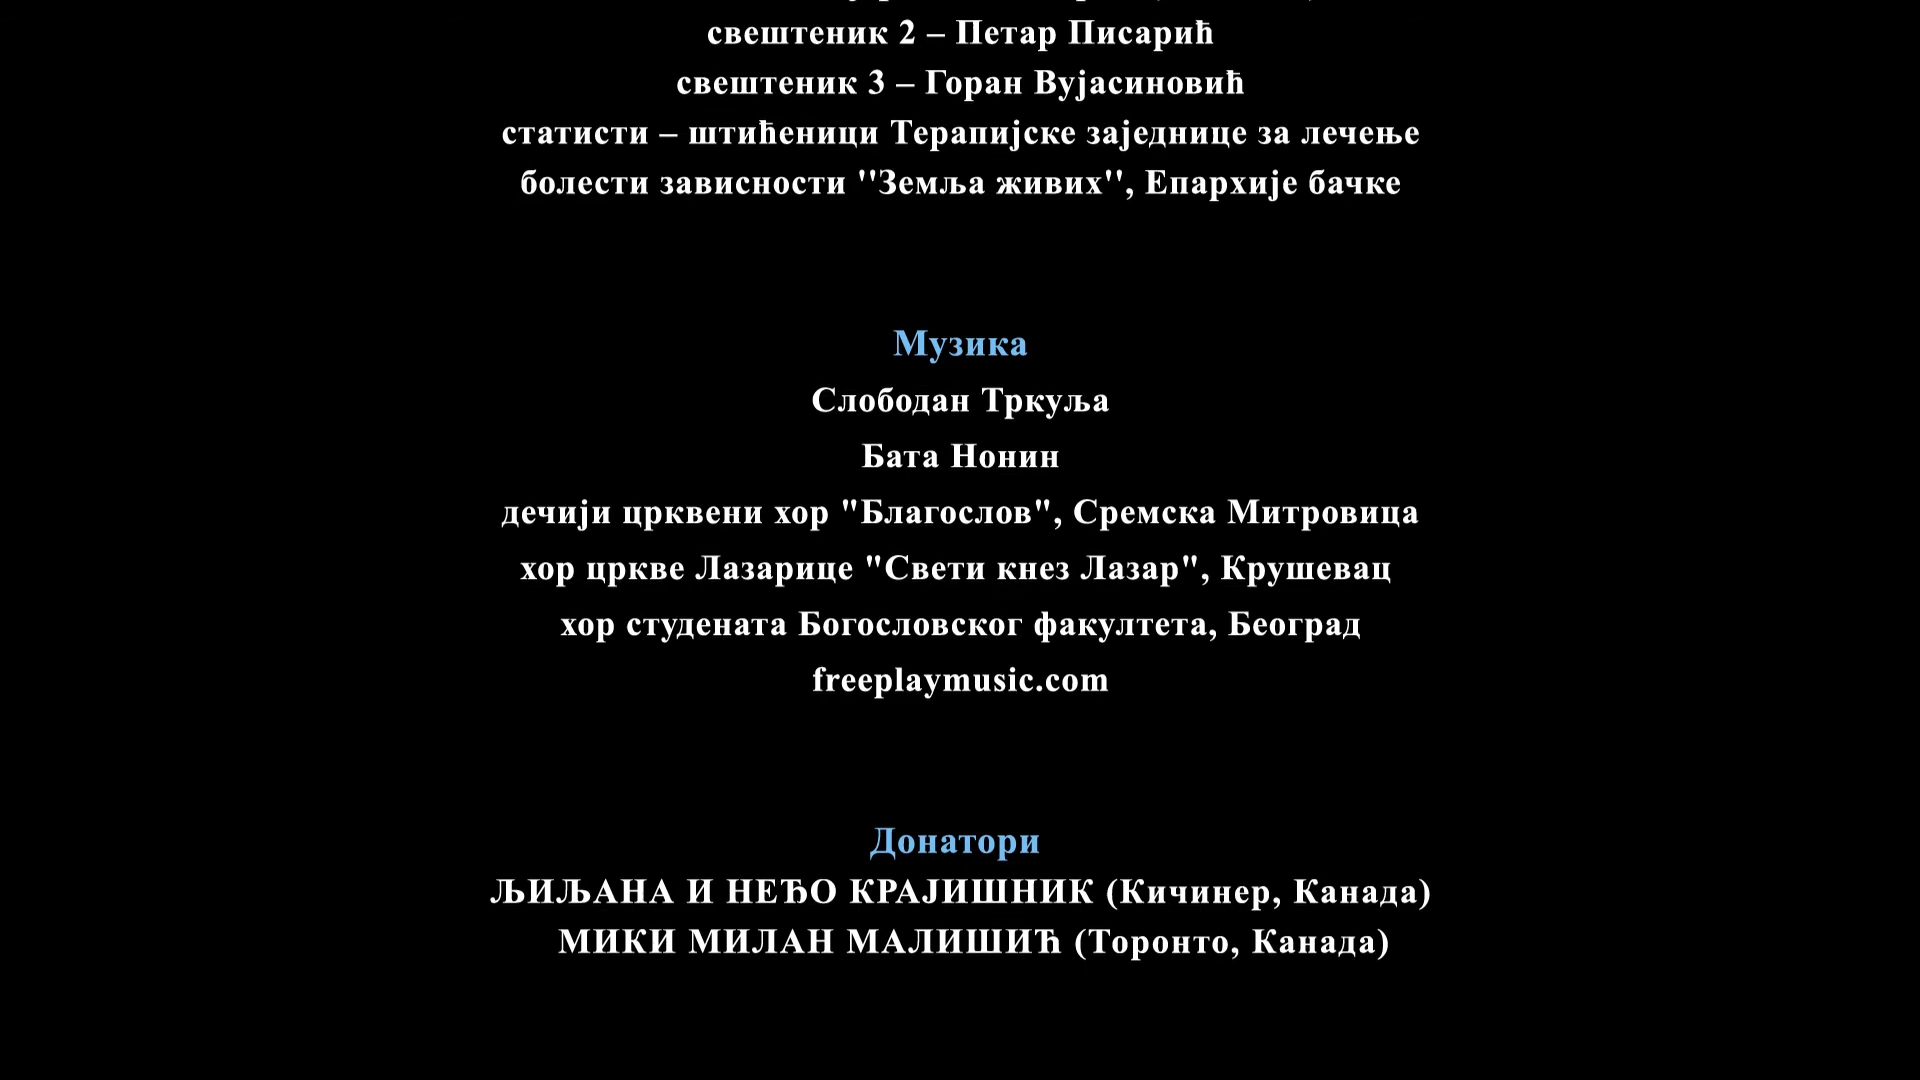 свештеник 2 – Петар Писарић
свештеник 3 – Горан Вујасиновић
статисти – штићеници Терапијске заједнице за лечење
болести зависности ''Земља живих'', Епархије бачке
Музика
Слободан Тркуља
Бата Нонин
дечији црквени хор "Благослов", Сремска Митровица
хор цркве Лазарице "Свети кнез Лазар", Крушевац
хор студената Богословског факултета, Београд
freeplaymusic.com
Донатори
ЉИЉАНА И НЕЂО КРАЈИШНИК (Кичинер, Канада)
МИКИ МИЛАН МАЛИШИЋ (Торонто, Канада)